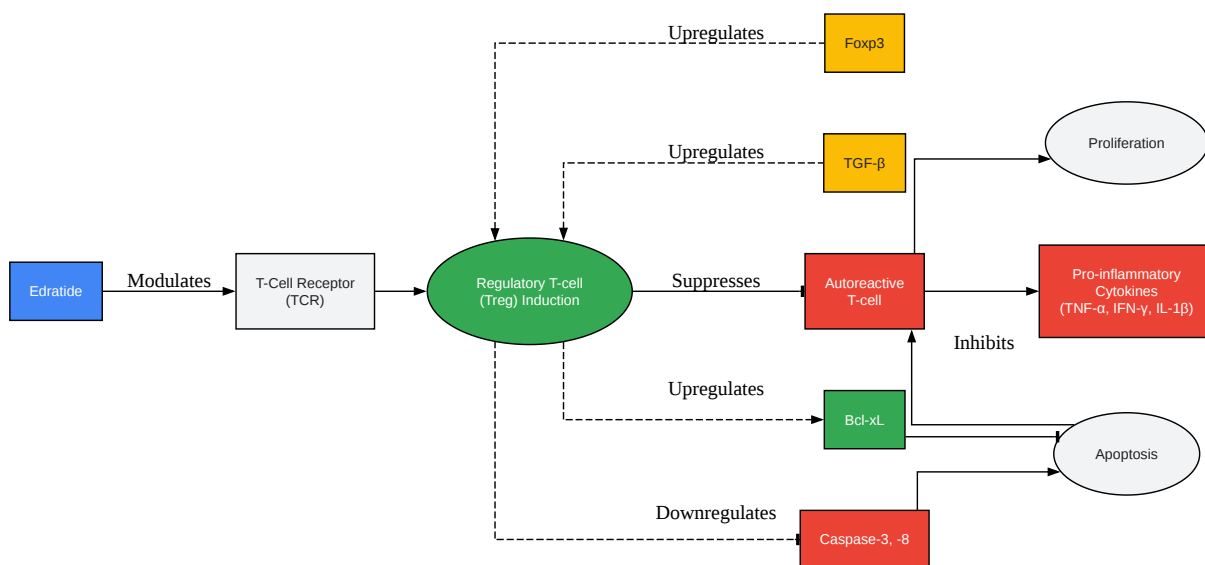 Upregulates
Foxp3
Proliferation
Upregulates
TGF-β
Edratide
Modulates
T-Cell Receptor
(TCR)
Regulatory T-cell
(Treg) Induction
Suppresses
Autoreactive
T-cell
Pro-inflammatory
Cytokines
(TNF-α, IFN-γ, IL-1β)
Inhibits
Upregulates
Bcl-xL
Apoptosis
Downregulates
Caspase-3, -8